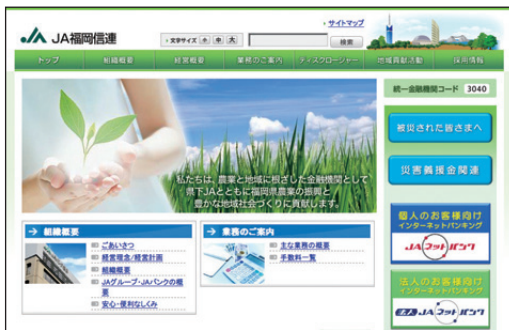 サイトマップ
JA福岡信連
文字サイズ 小 中 大
検索
トップ 組織概要 経営概要 業務のご案内 ディスクロージャー 地域貢献活動 採用情報
統一金融機関コード 3040
被災された皆さまへ
災害義援金関連
私たちは、農業と地域に根ざした金融機関として
県下JAとともに福岡県農業の振興と
豊かな地域社会づくりに貢献します。
個人のお客様向け
インターネットバンキング
JAネットバンク
法人のお客様向け
インターネットバンキング
法人JAネットバンク
組織概要
ごあいさつ
経営理念/経営計画
組織概要
JAグループ・JAバンクの概
要
安心・便利なしくみ
業務のご案内
主な業務の概要
手数料一覧